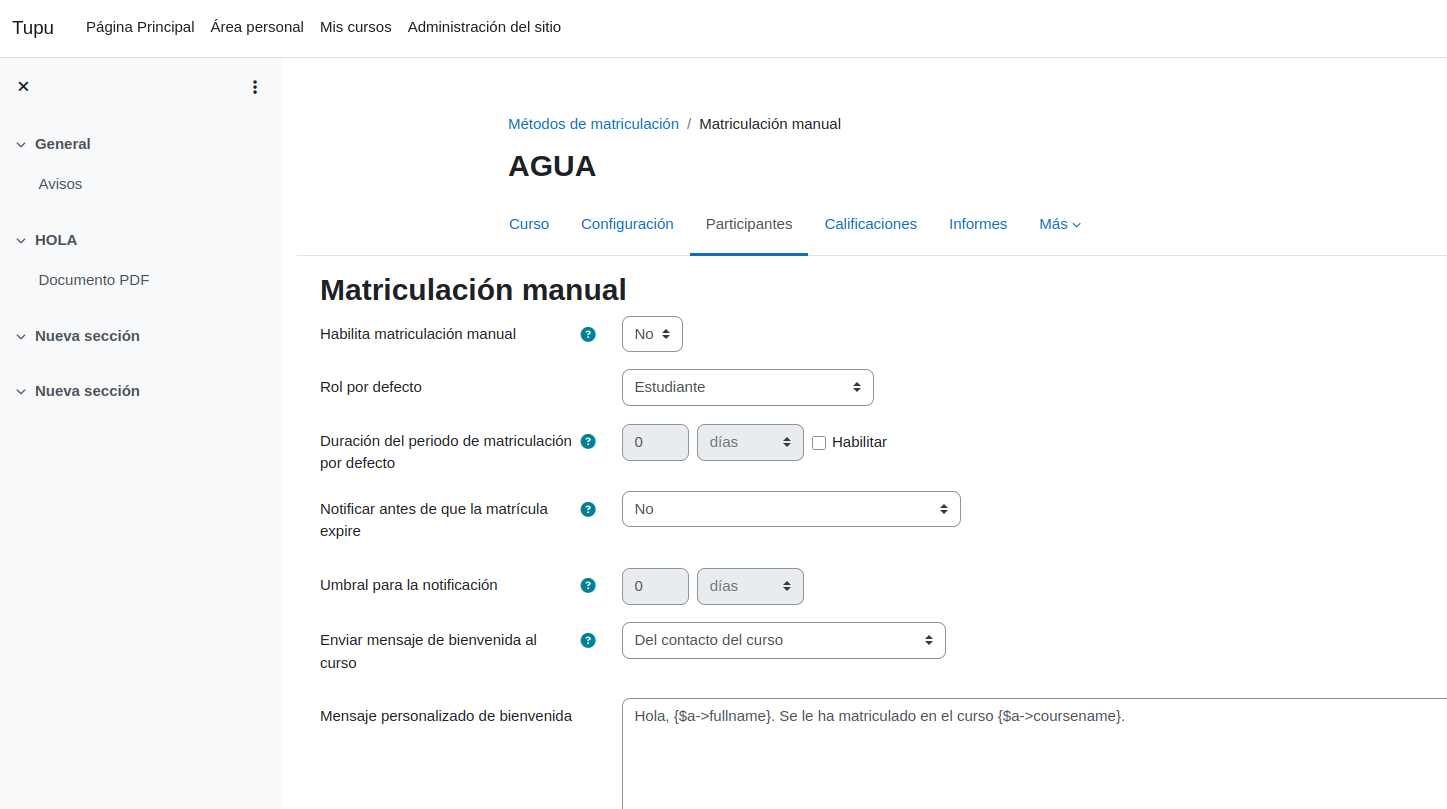 Tupu
Página Principal
Área personal
Mis cursos
Administración del sitio
General
Avisos
HOLA
Documento PDF
Nueva sección
Nueva sección
Métodos de matriculación / Matriculación manual
AGUA
Curso
Configuración
Participantes
Calificaciones
Informes
Más
Matriculación manual
Habilita matriculación manual
No
Rol por defecto
Estudiante
Duración del periodo de matriculación
por defecto
0
días
Habilitar
Notificar antes de que la matrícula
expire
No
Umbral para la notificación
0
días
Enviar mensaje de bienvenida al
curso
Del contacto del curso
Mensaje personalizado de bienvenida
Hola, {$a->fullname}. Se le ha matriculado en el curso {$a->coursename}.